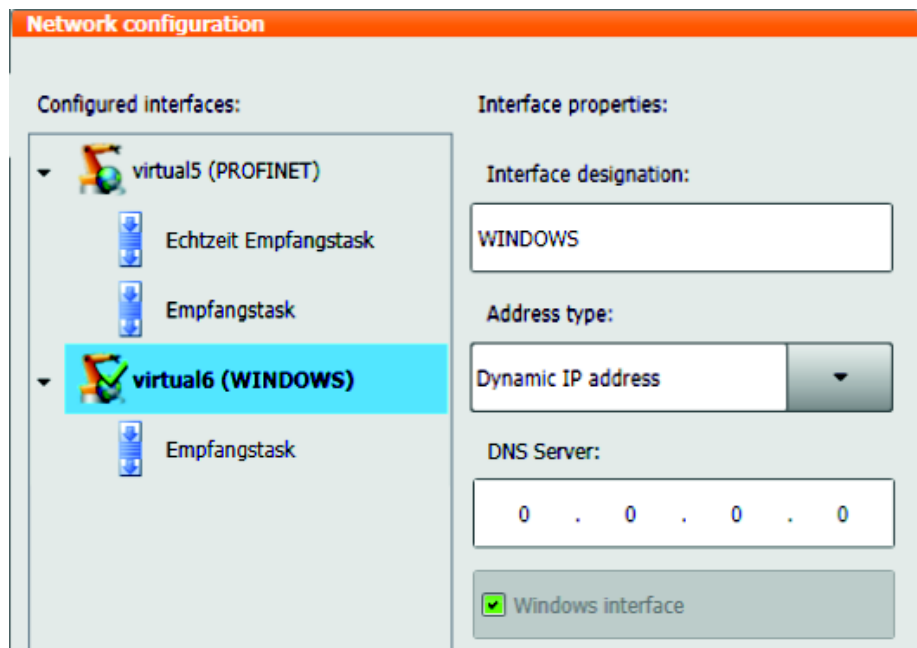 Network configuration
Configured interfaces:
virtual5 (PROFINET)
Echtzeit Empfangstask
Empfangstask
virtual6 (WINDOWS)
Empfangstask
Interface properties:
Interface designation:
WINDOWS
Address type:
Dynamic IP address
DNS Server:
0 . 0 . 0 . 0
Windows interface